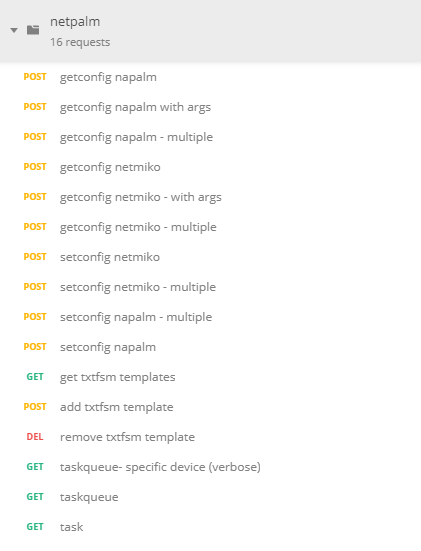 netpalm
16 requests
POST getconfig napalm
POST getconfig napalm with args
POST getconfig napalm - multiple
POST getconfig netmiko
POST getconfig netmiko - with args
POST getconfig netmiko - multiple
POST setconfig netmiko
POST setconfig netmiko - multiple
POST setconfig napalm - multiple
POST setconfig napalm
GET get txtfsm templates
POST add txtfsm template
DEL remove txtfsm template
GET taskqueue- specific device (verbose)
GET taskqueue
GET task